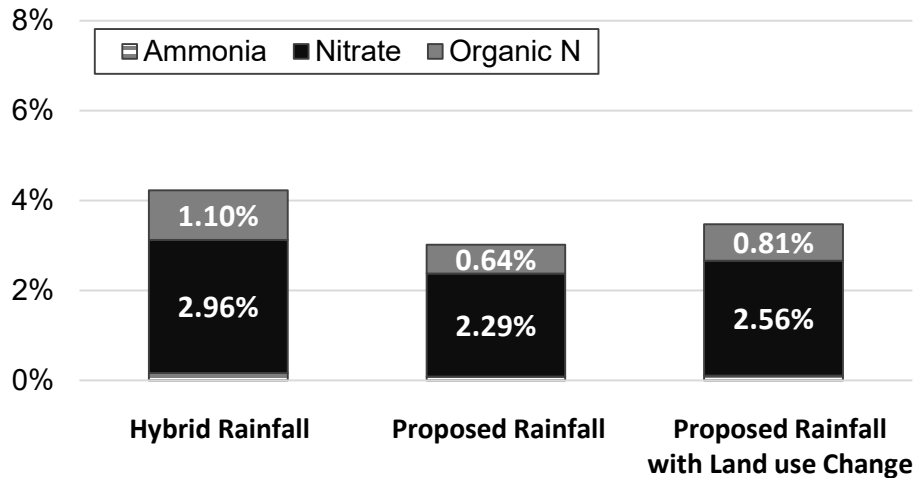 8%
Ammonia Nitrate Organic N
6%
4%
1.10% 0.64% 0.81%
2%
2.96% 2.29% 2.56%
0%
Hybrid Rainfall Proposed Rainfall Proposed Rainfall
with Land use Change